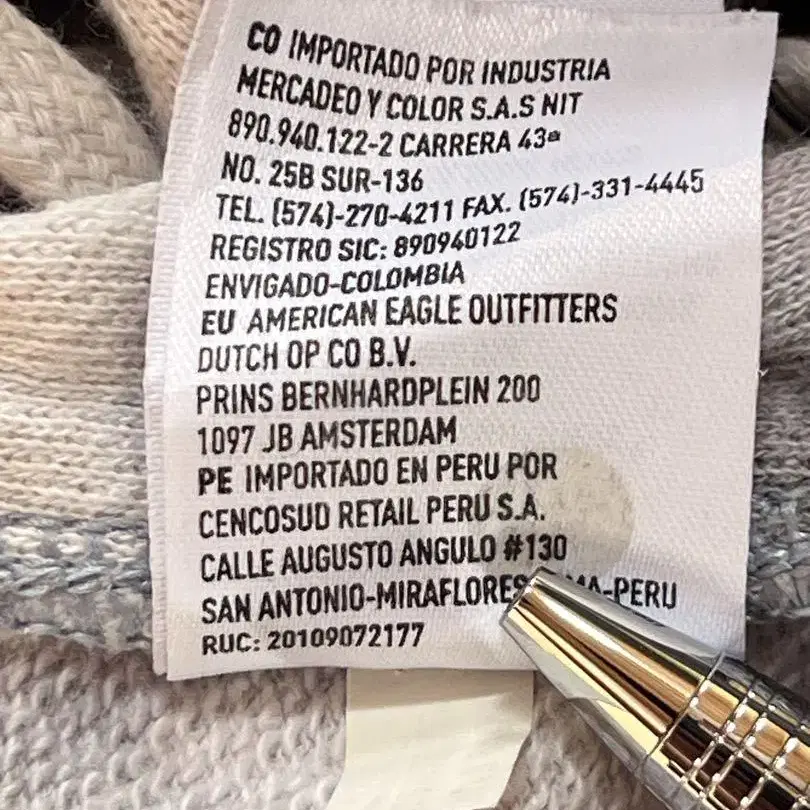 CO IMPORTADO POR INDUSTRIA
MERCADEO Y COLOR S.A.S NIT
890.940.122-2 CARRERA 43ª
NO. 25B SUR-136
TEL. (574)-270-4211 FAX. (574)-331-4445
REGISTRO SIC: 890940122
ENVIGADO-COLOMBIA
EU AMERICAN EAGLE OUTFITTERS
DUTCH OP CO B.V.
PRINS BERNHARDPLEIN 200
1097 JB AMSTERDAM
PE IMPORTADO EN PERU POR
CENCOSUD RETAIL PERU S.A.
CALLE AUGUSTO ANGULO #130
SAN ANTONIO-MIRAFLORES MA-PERU
RUC: 20109072177